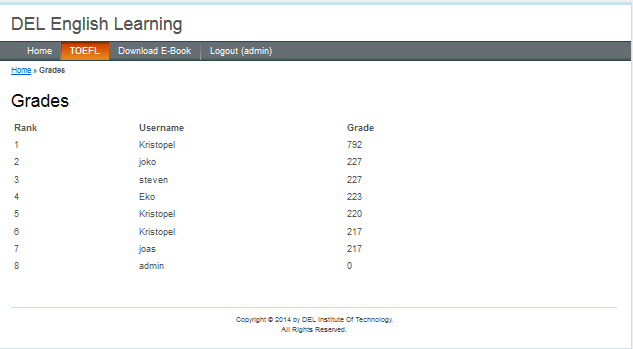 DEL English Learning
Home TOEFL Download E-Book Logout (admin)
Home » Grades
Grades
Rank Username Grade
1 Kristopel 792
2 joko 227
3 steven 227
4 Eko 223
5 Kristopel 220
6 Kristopel 217
7 joas 217
8 admin 0
Copyright © 2014 by DEL Institute Of Technology.
All Rights Reserved.